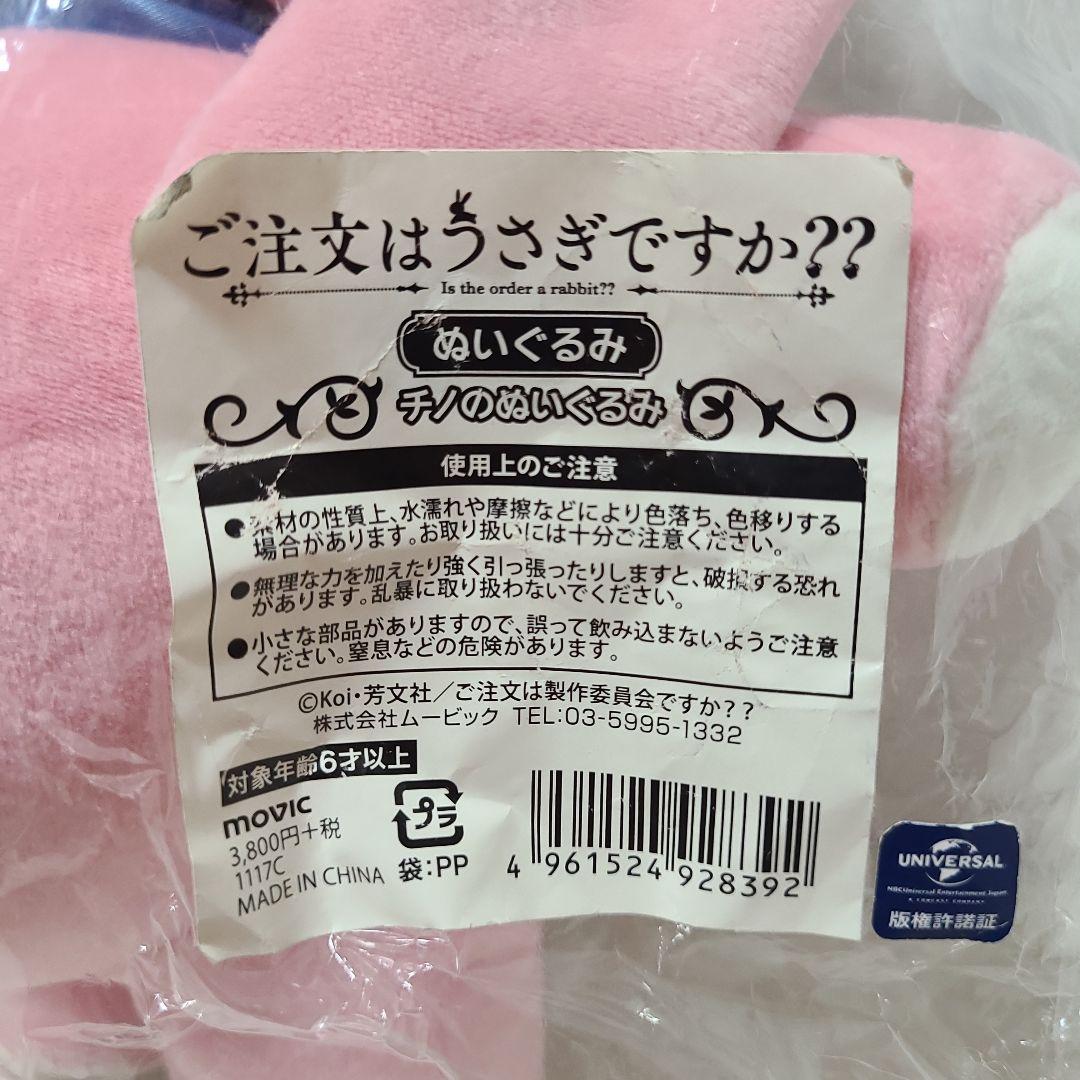 ご注文はうさぎですか??
Is the order a rabbit??
ぬいぐるみ
チノのぬいぐるみ
使用上のご注意
●素材の性質上、水濡れや摩擦などにより色落ち、色移りする
場合があります。お取り扱いには十分ご注意ください。
●無理な力を加えたり強く引っ張ったりしますと、破損する恐れ
があります。乱暴に取り扱わないでください。
●小さな部品がありますので、誤って飲み込まないようご注意
ください。窒息などの危険があります。
©Koi・芳文社／ご注文は製作委員会ですか？？
株式会社ムービック TEL:03-5995-1332
対象年齢6才以上
movic
3,800円+税
1117C
MADE IN CHINA
プラ
袋:PP
4 961524 928392
UNIVERSAL
NBCUniversal Entertainment Japan
A COMCAST COMPANY
版権許諾証